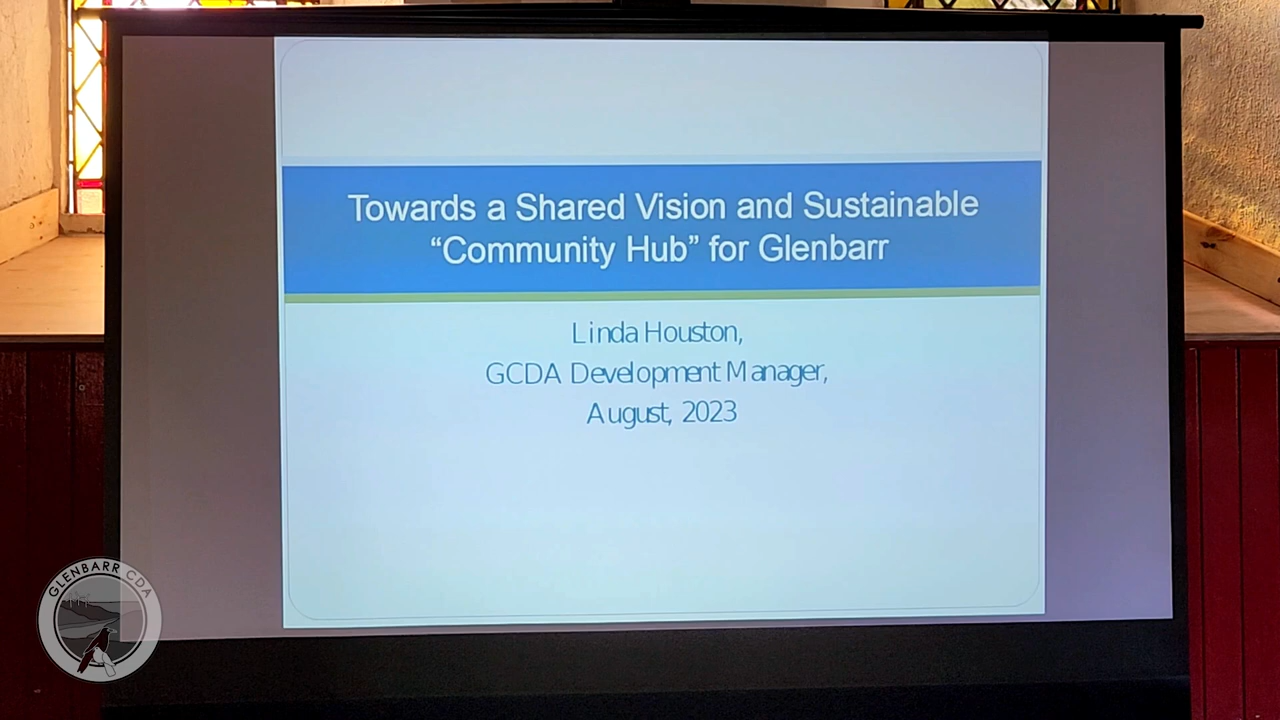 Towards a Shared Vision and Sustainable
“Community Hub” for Glenbarr
Linda Houston,
GCDA Development Manager,
August, 2023
GLENBARR CDA